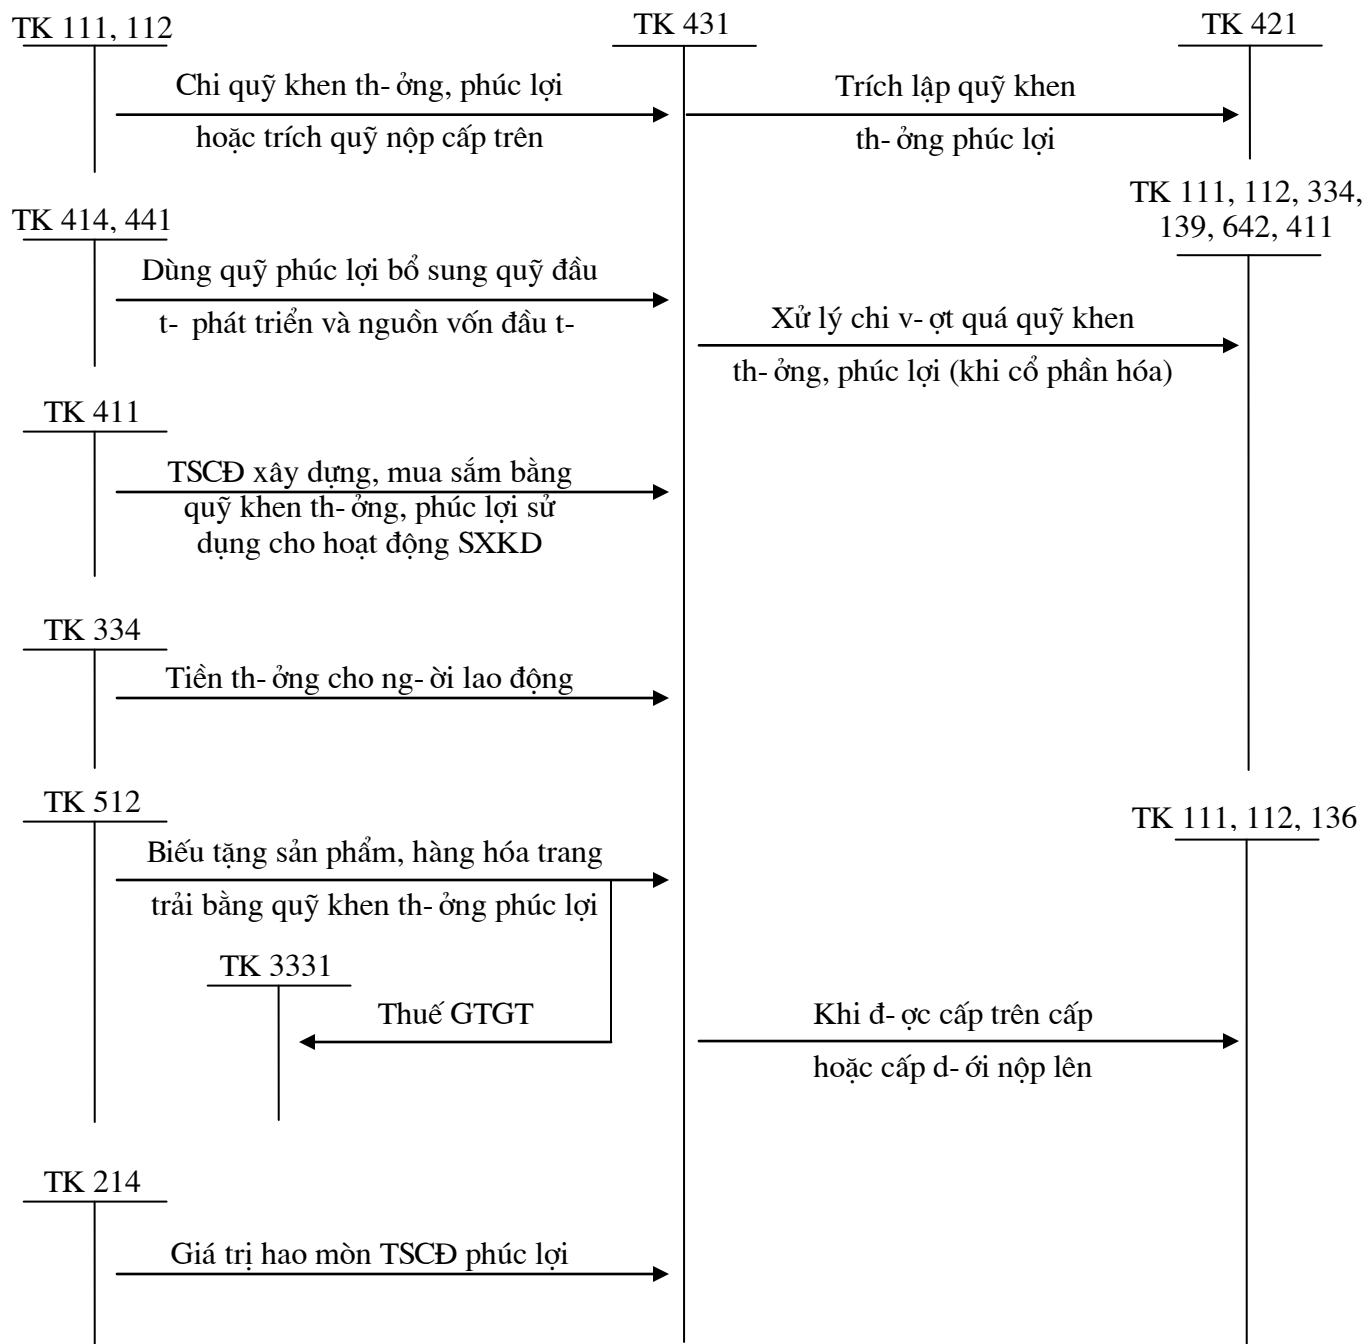 TK 111, 112
TK 431
TK 421
Chi quỹ khen th- ởng, phúc lợi
hoặc trích quỹ nộp cấp trên
Trích lập quỹ khen
th- ởng phúc lợi
TK 414, 441
TK 111, 112, 334,
139, 642, 411
Dùng quỹ phúc lợi bổ sung quỹ đầu
t- phát triển và nguồn vốn đầu t-
Xử lý chi v- ợt quá quỹ khen
th- ởng, phúc lợi (khi cổ phần hóa)
TK 411
TSCĐ xây dựng, mua sắm bằng
quỹ khen th- ởng, phúc lợi sử
dụng cho hoạt động SXKD
TK 334
Tiền th- ởng cho ng- ời lao động
TK 512
TK 111, 112, 136
Biếu tặng sản phẩm, hàng hóa trang
trải bằng quỹ khen th- ởng phúc lợi
TK 3331
Thuế GTGT
Khi đ- ợc cấp trên cấp
hoặc cấp d- ới nộp lên
TK 214
Giá trị hao mòn TSCĐ phúc lợi